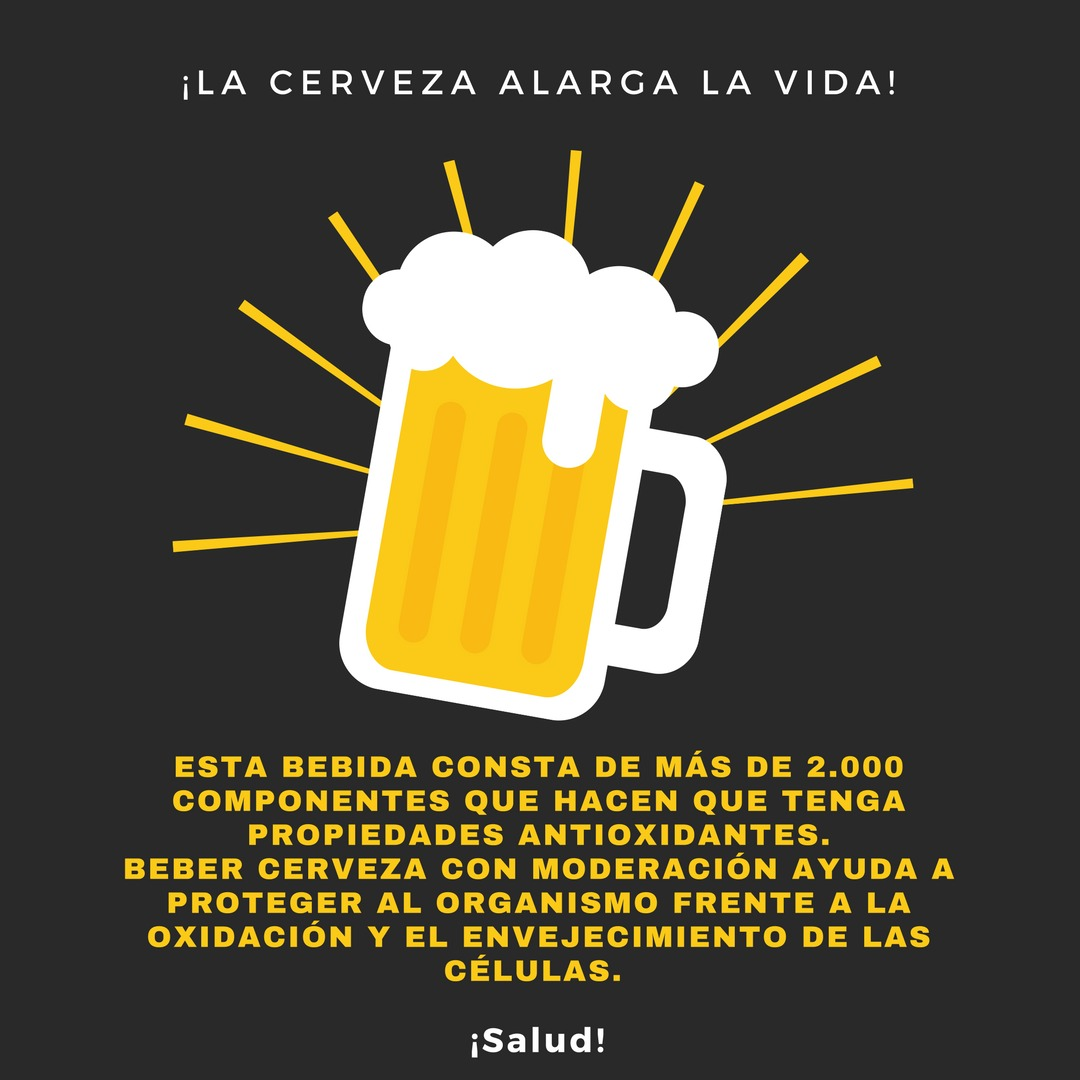 ¡LA CERVEZA ALARGA LA VIDA!
ESTA BEBIDA CONSTA DE MÁS DE 2.000
COMPONENTES QUE HACEN QUE TENGA
PROPIEDADES ANTIOXIDANTES.
BEBER CERVEZA CON MODERACIÓN AYUDA A
PROTEGER AL ORGANISMO FRENTE A LA
OXIDACIÓN Y EL ENVEJECIMIENTO DE LAS
CÉLULAS.
¡Salud!